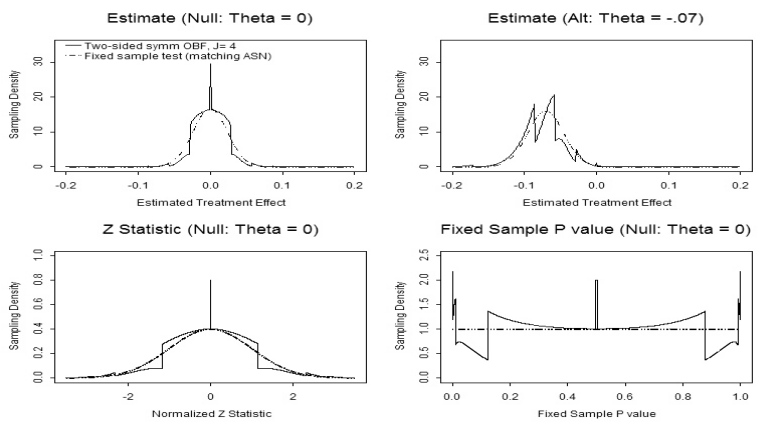 Estimate (Null: Theta = 0)
Two-sided symm OBF, J= 4
Fixed sample test (matching ASN)
Sampling Density
0 10 20 30
-0.2 -0.1 0.0 0.1 0.2
Estimated Treatment Effect
Estimate (Alt: Theta = -.07)
Sampling Density
0 10 20 30
-0.2 -0.1 0.0 0.1 0.2
Estimated Treatment Effect
Z Statistic (Null: Theta = 0)
Sampling Density
0.0 0.2 0.4 0.6 0.8 1.0
-2 0 2
Normalized Z Statistic
Fixed Sample P value (Null: Theta = 0)
Sampling Density
0.0 0.5 1.0 1.5 2.0 2.5
0.0 0.2 0.4 0.6 0.8 1.0
Fixed Sample P value